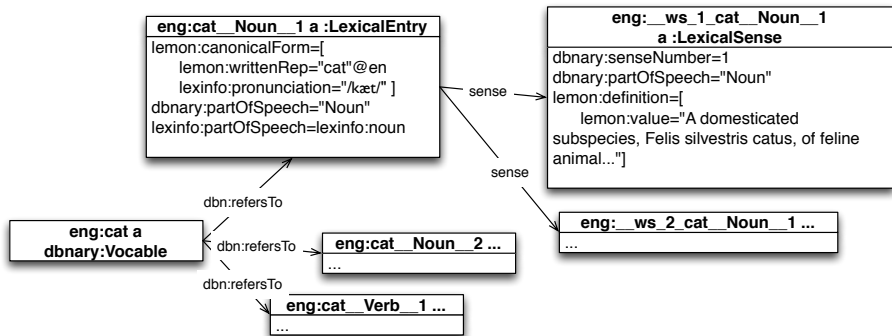 eng:cat__Noun__1 a :LexicalEntry
lemon:canonicalForm=[
lemon:writtenRep="cat"@en
lexinfo:pronunciation="/kæt/" ]
dbnary:partOfSpeech="Noun"
lexinfo:partOfSpeech=lexinfo:noun
sense
eng:__ws_1_cat__Noun__1
a :LexicalSense
dbnary:senseNumber=1
dbnary:partOfSpeech="Noun"
lemon:definition=[
lemon:value="A domesticated
subspecies, Felis silvestris catus, of feline
animal..."]
sense
dbn:refersTo
eng:cat a
dbnary:Vocable
dbn:refersTo
eng:cat__Noun__2 ...
...
eng:__ws_2_cat__Noun__1 ...
...
dbn:refersTo
eng:cat__Verb__1 ...
...